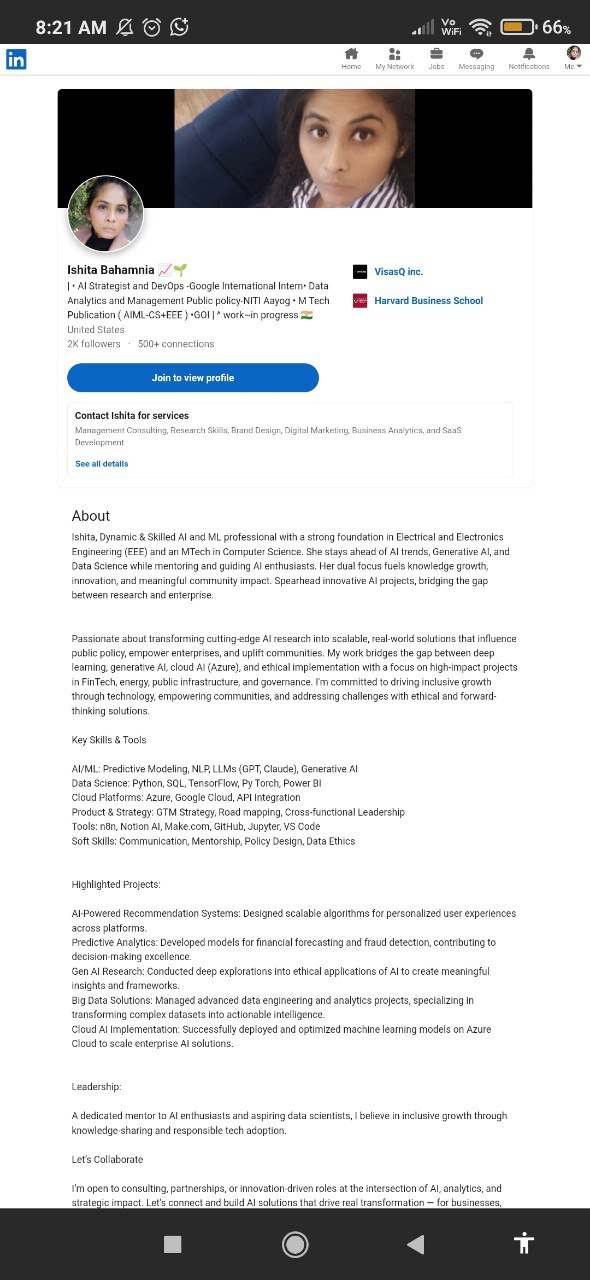 8:21 AM
Vo
WiFi
66%
in
Home
My Network
Jobs
Messaging
Notifications
Me
Ishita Bahamnia 📈🌱
| • AI Strategist and DevOps -Google International Intern• Data
Analytics and Management Public policy-NITI Aayog • M Tech
Publication ( AIML-CS+EEE ) •GOI | ^ work~in progress 🇮🇳
United States
2K followers · 500+ connections
VisasQ inc.
Harvard Business School
Join to view profile
Contact Ishita for services
Management Consulting, Research Skills, Brand Design, Digital Marketing, Business Analytics, and SaaS
Development
See all details
About
Ishita, Dynamic & Skilled AI and ML professional with a strong foundation in Electrical and Electronics
Engineering (EEE) and an MTech in Computer Science. She stays ahead of AI trends, Generative AI, and
Data Science while mentoring and guiding AI enthusiasts. Her dual focus fuels knowledge growth,
innovation, and meaningful community impact. Spearhead innovative AI projects, bridging the gap
between research and enterprise.
Passionate about transforming cutting-edge AI research into scalable, real-world solutions that influence
public policy, empower enterprises, and uplift communities. My work bridges the gap between deep
learning, generative AI, cloud AI (Azure), and ethical implementation with a focus on high-impact projects
in FinTech, energy, public infrastructure, and governance. I'm committed to driving inclusive growth
through technology, empowering communities, and addressing challenges with ethical and forward-
thinking solutions.
Key Skills & Tools
AI/ML: Predictive Modeling, NLP, LLMs (GPT, Claude), Generative AI
Data Science: Python, SQL, TensorFlow, Py Torch, Power BI
Cloud Platforms: Azure, Google Cloud, API Integration
Product & Strategy: GTM Strategy, Road mapping, Cross-functional Leadership
Tools: n8n, Notion AI, Make.com, GitHub, Jupyter, VS Code
Soft Skills: Communication, Mentorship, Policy Design, Data Ethics
Highlighted Projects:
AI-Powered Recommendation Systems: Designed scalable algorithms for personalized user experiences
across platforms.
Predictive Analytics: Developed models for financial forecasting and fraud detection, contributing to
decision-making excellence.
Gen AI Research: Conducted deep explorations into ethical applications of AI to create meaningful
insights and frameworks.
Big Data Solutions: Managed advanced data engineering and analytics projects, specializing in
transforming complex datasets into actionable intelligence.
Cloud AI Implementation: Successfully deployed and optimized machine learning models on Azure
Cloud to scale enterprise AI solutions.
Leadership:
A dedicated mentor to AI enthusiasts and aspiring data scientists, I believe in inclusive growth through
knowledge-sharing and responsible tech adoption.
Let's Collaborate
I'm open to consulting, partnerships, or innovation-driven roles at the intersection of AI, analytics, and
strategic impact. Let's connect and build AI solutions that drive real transformation — for businesses,